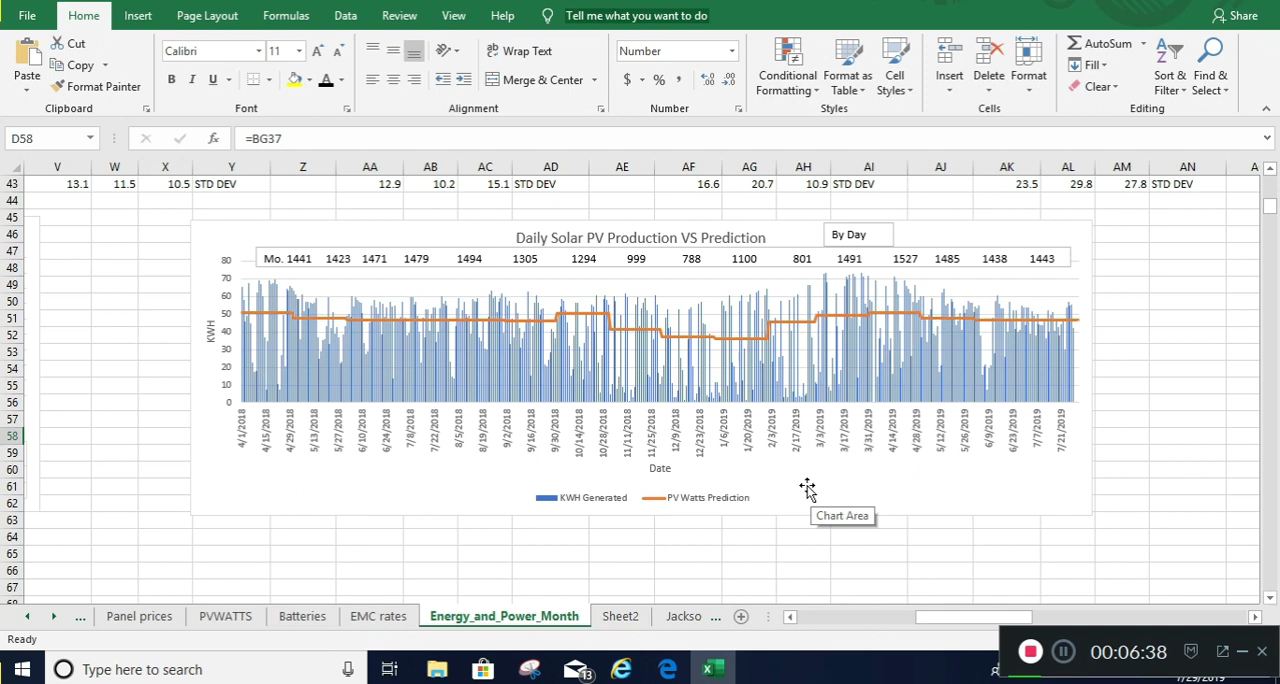 File Home Insert Page Layout Formulas Data Review View Help Tell me what you want to do Share
Cut
Copy
Format Painter
Paste
Calibri 11
B I U
Wrap Text
Merge & Center
Number
$ % ,
Conditional Formatting
Format as Table
Cell Styles
Insert Delete Format
AutoSum
Fill
Clear
Sort & Filter
Find & Select
Clipboard Font Alignment Number Styles Cells Editing
D58 fx =BG37
V W X Y Z AA AB AC AD AE AF AG AH AI AJ AK AL AM AN
43 13.1 11.5 10.5 STD DEV 12.9 10.2 15.1 STD DEV 16.6 20.7 10.9 STD DEV 23.5 29.8 27.8 STD DEV
44
45
46
47
48
49
50
51
52
53
54
55
56
57
58
59
60
61
62
63
64
65
66
67
Daily Solar PV Production VS Prediction
By Day
Mo. 1441 1423 1471 1479 1494 1305 1294 999 788 1100 801 1491 1527 1485 1438 1443
80
70
60
50
40
30
20
10
0
KWH
4/1/2018 4/15/2018 4/29/2018 5/13/2018 5/27/2018 6/10/2018 6/24/2018 7/8/2018 7/22/2018 8/5/2018 8/19/2018 9/2/2018 9/16/2018 9/30/2018 10/14/2018 10/28/2018 11/11/2018 11/25/2018 12/9/2018 12/23/2018 1/6/2019 1/20/2019 2/3/2019 2/17/2019 3/3/2019 3/17/2019 3/31/2019 4/14/2019 4/28/2019 5/12/2019 5/26/2019 6/9/2019 6/23/2019 7/7/2019 7/21/2019
Date
KWH Generated PV Watts Prediction
Chart Area
... Panel prices PVWATTS Batteries EMC rates Energy_and_Power_Month Sheet2 Jackso ...
Ready
Type here to search
13
00:06:38
7/29/2019